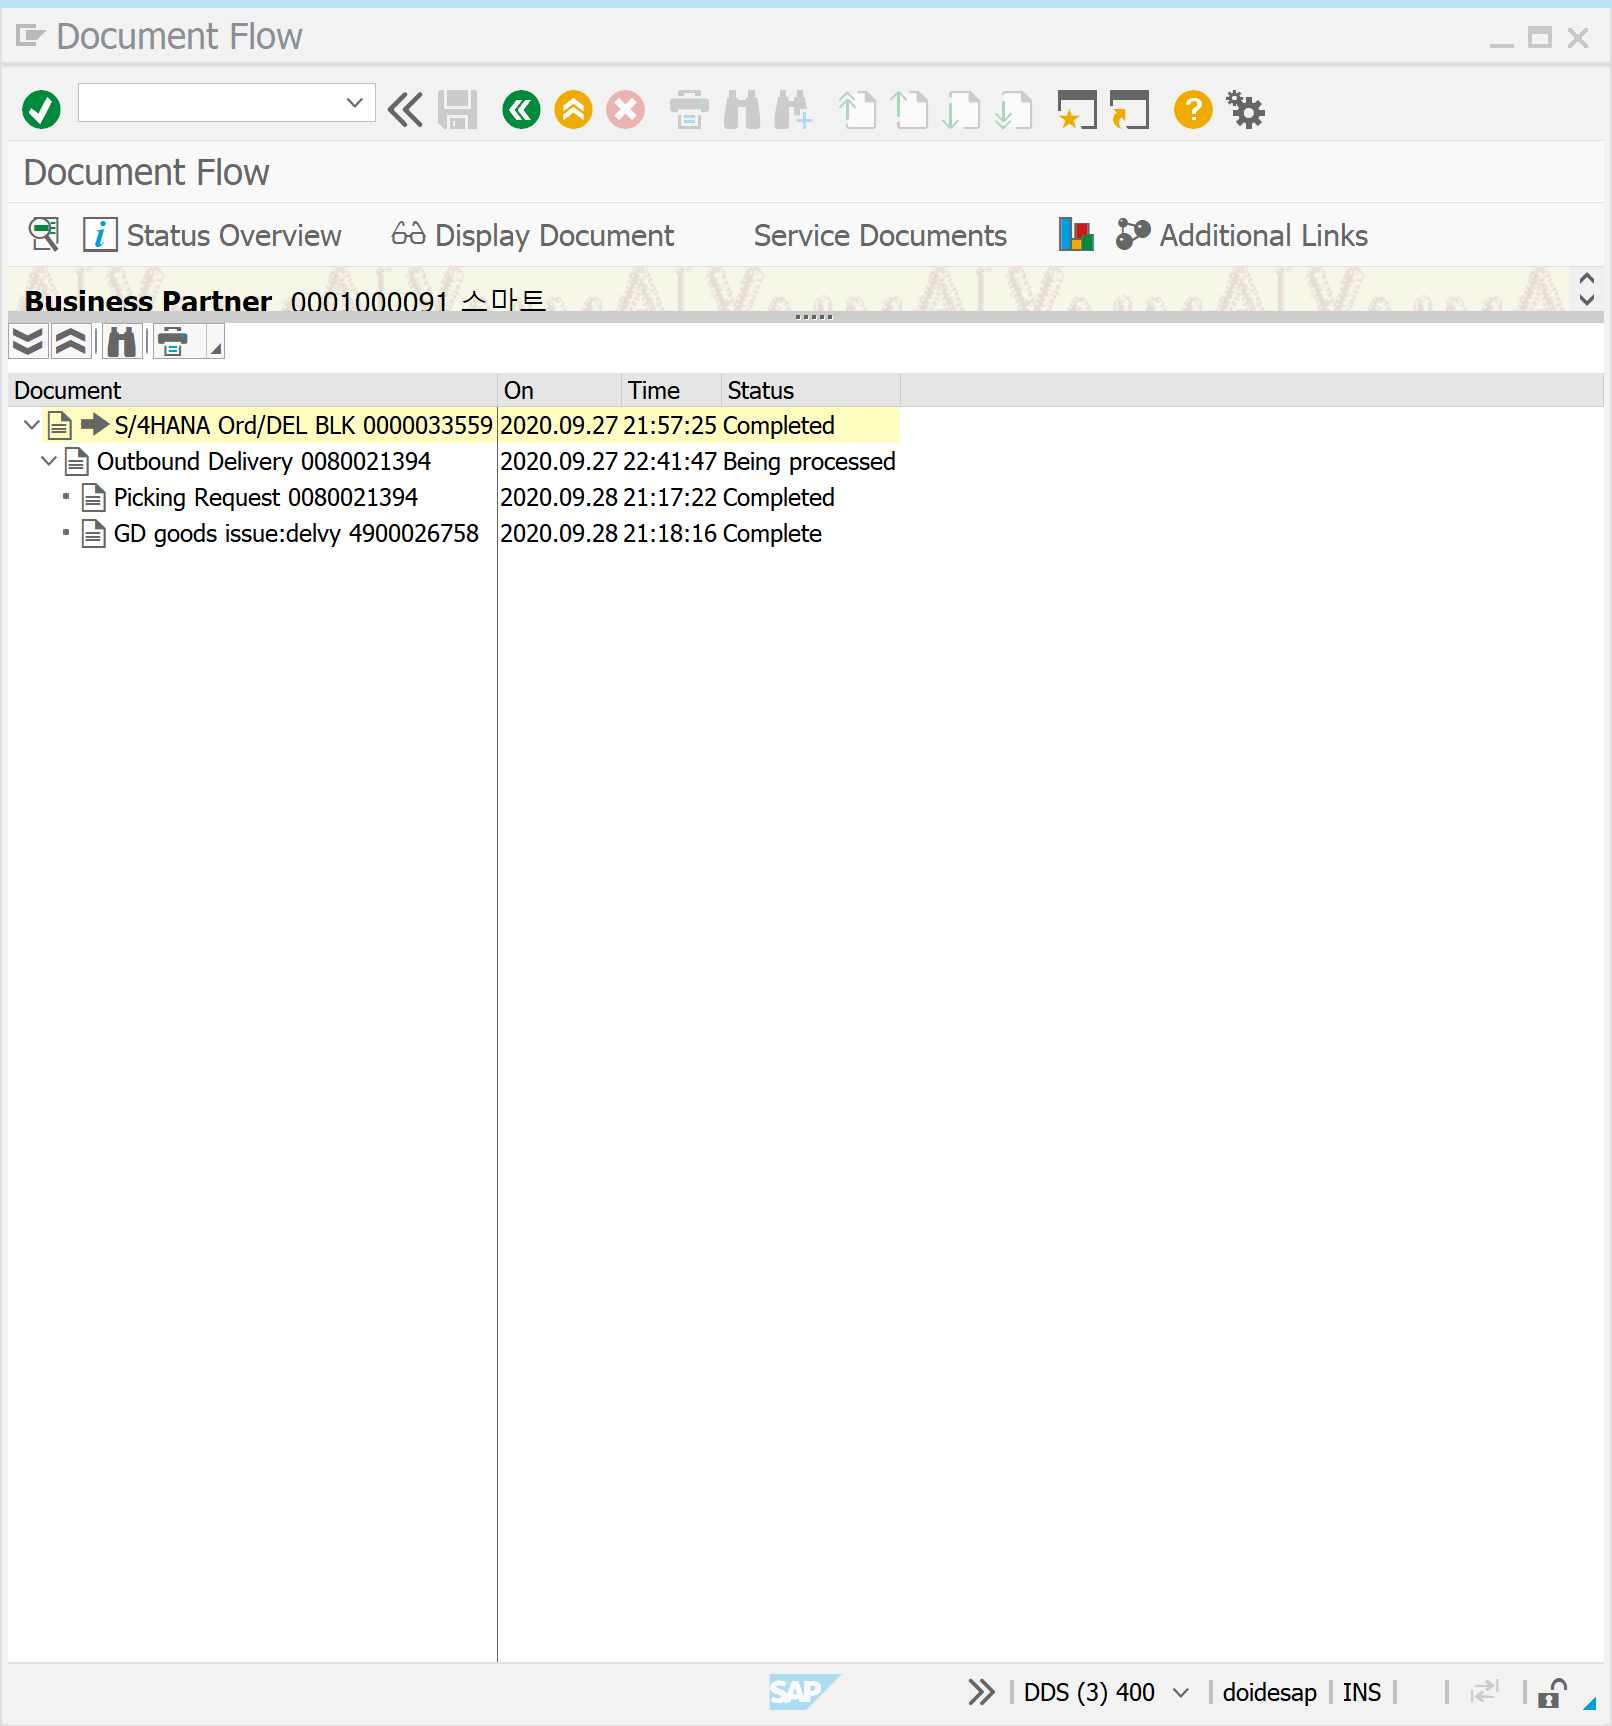 Document Flow
Document Flow
Status Overview Display Document Service Documents Additional Links
Business Partner 0001000091 스마트
Document On Time Status
S/4HANA Ord/DEL BLK 0000033559 2020.09.27 21:57:25 Completed
Outbound Delivery 0080021394 2020.09.27 22:41:47 Being processed
Picking Request 0080021394 2020.09.28 21:17:22 Completed
GD goods issue:delvy 4900026758 2020.09.28 21:18:16 Complete
SAP DDS (3) 400 doidesap INS